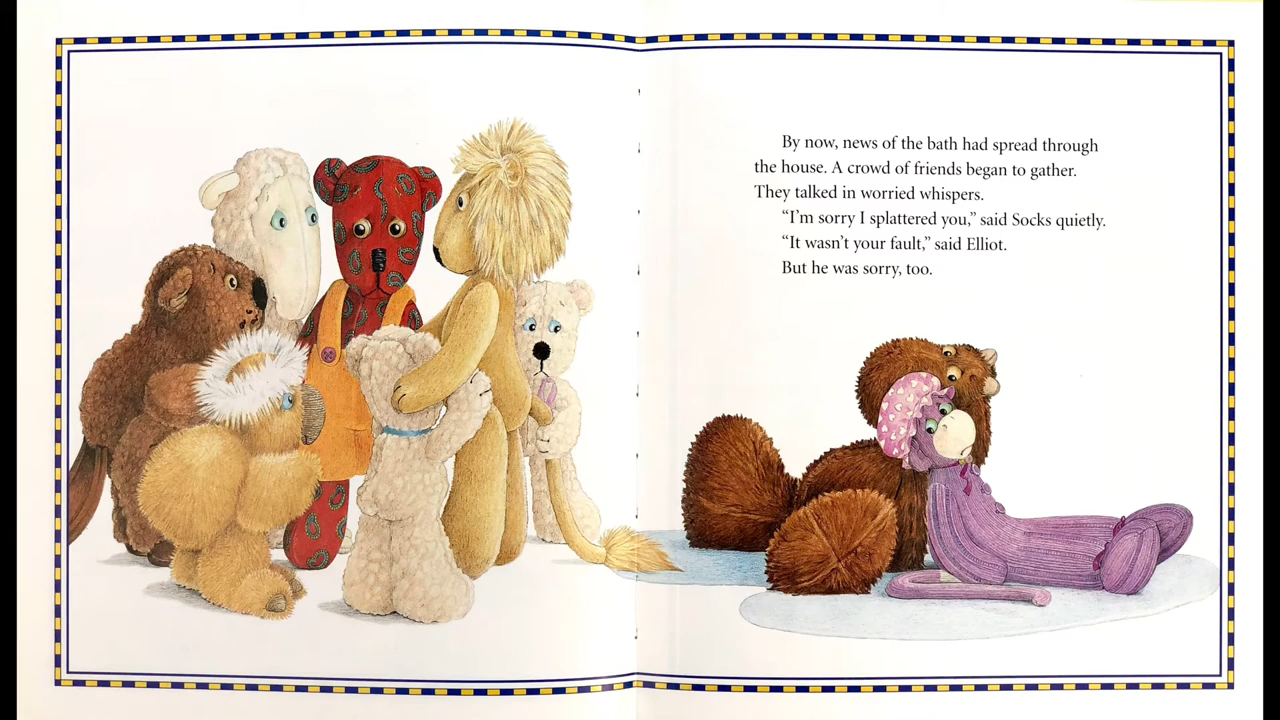 By now, news of the bath had spread through
the house. A crowd of friends began to gather.
They talked in worried whispers.
“I’m sorry I splattered you,” said Socks quietly.
“It wasn’t your fault,” said Elliot.
But he was sorry, too.